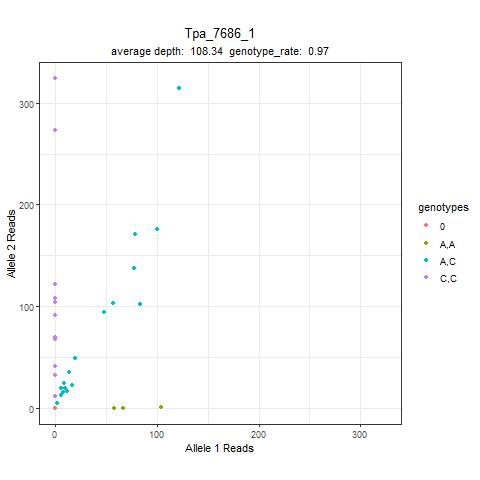 Tpa_7686_1
average depth:  108.34  genotype_rate:  0.97
Allele 2 Reads
300
200
100
0
0
100
200
300
Allele 1 Reads
genotypes
0
A,A
A,C
C,C